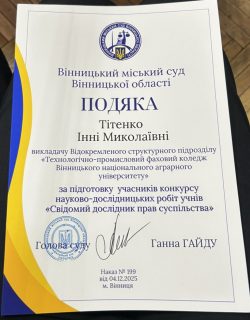 Вінницький міський суд
Вінницької області
ПОДЯКА
Тітенко
Інні Миколаївні
викладачу Відокремленого структурного підрозділу
«Технологічно-промисловий фаховий коледж
Вінницького національного аграрного
університету»
за підготовку учасників конкурсу
науково-дослідницьких робіт учнів
«Свідомий дослідник прав суспільства»
Голова суду Ганна ГАЙДУ
Наказ № 199
від 04.12.2025
м. Вінниця